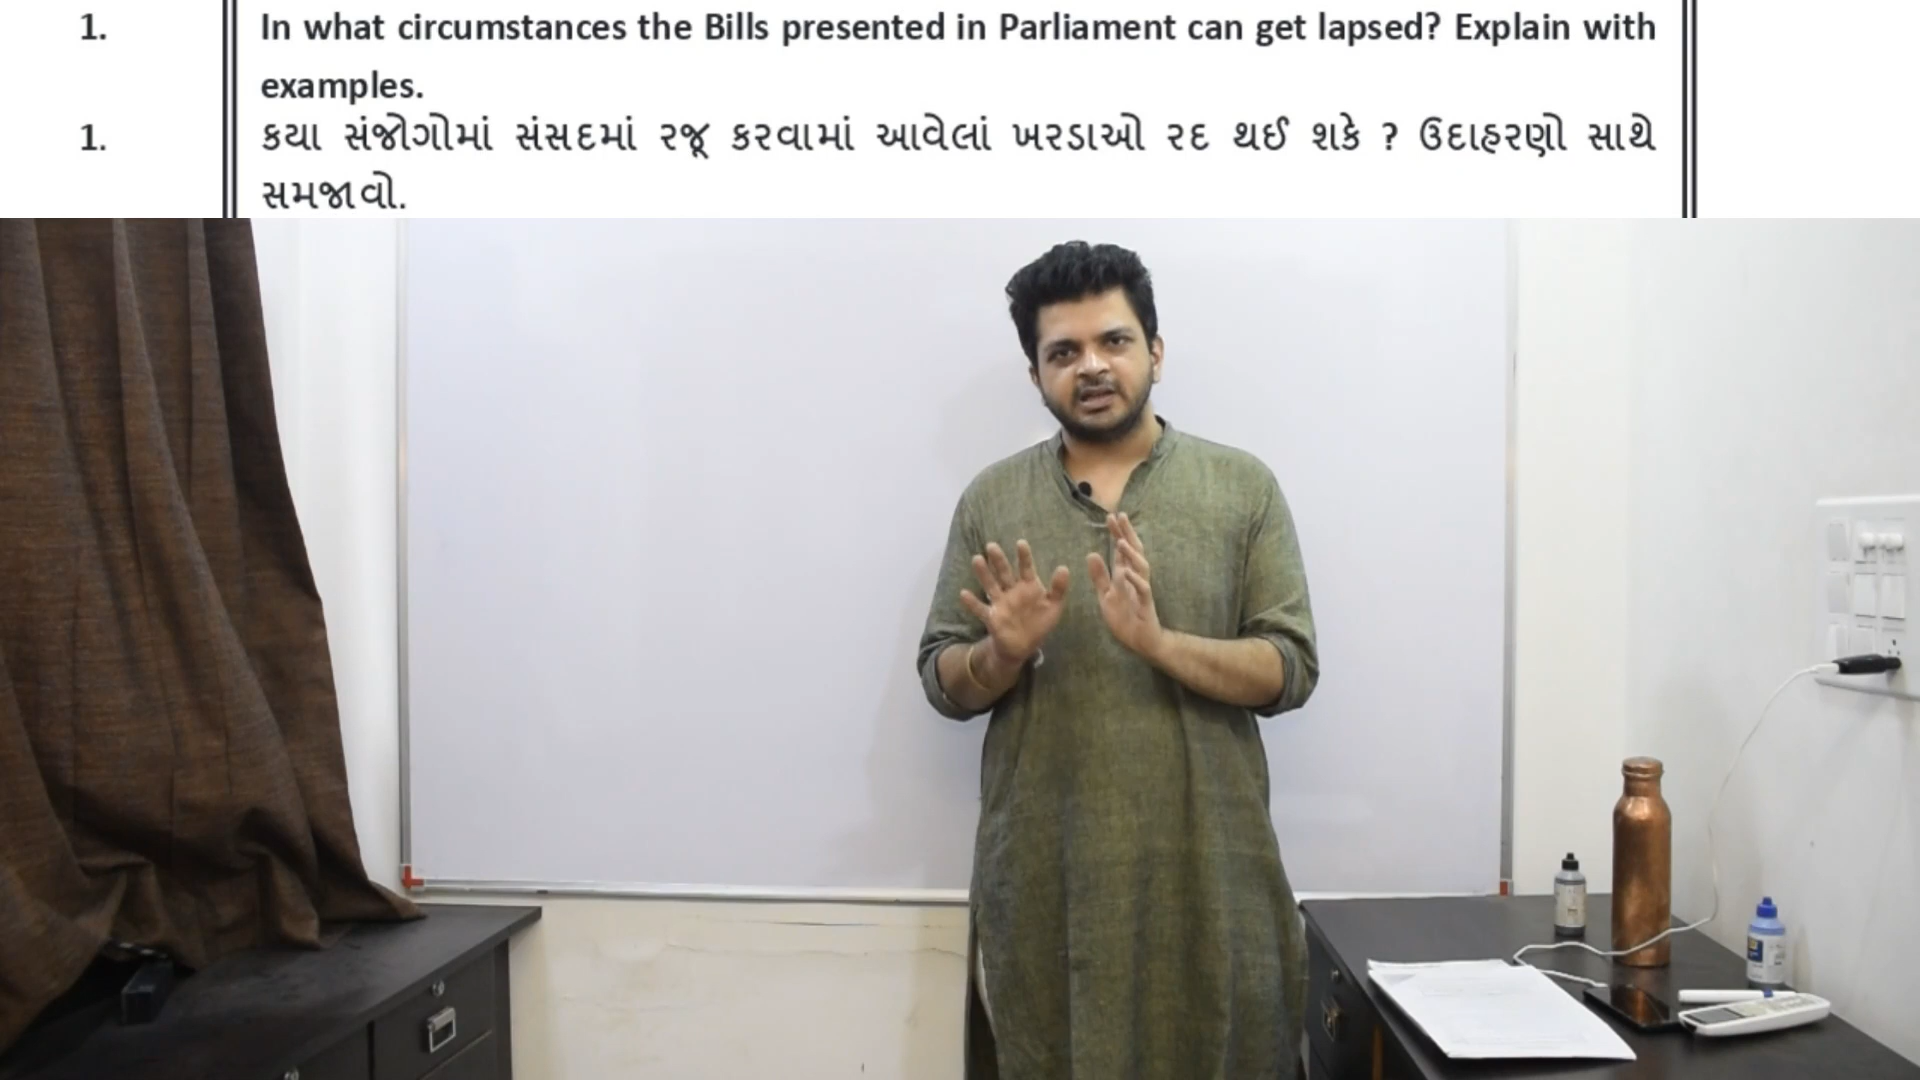 1. In what circumstances the Bills presented in Parliament can get lapsed? Explain with
examples.
1. કયા સંજોગોમાં સંસદમાં રજૂ કરવામાં આવેલાં ખરડાઓ રદ થઈ શકે ? ઉદાહરણો સાથે
સમજાવો.